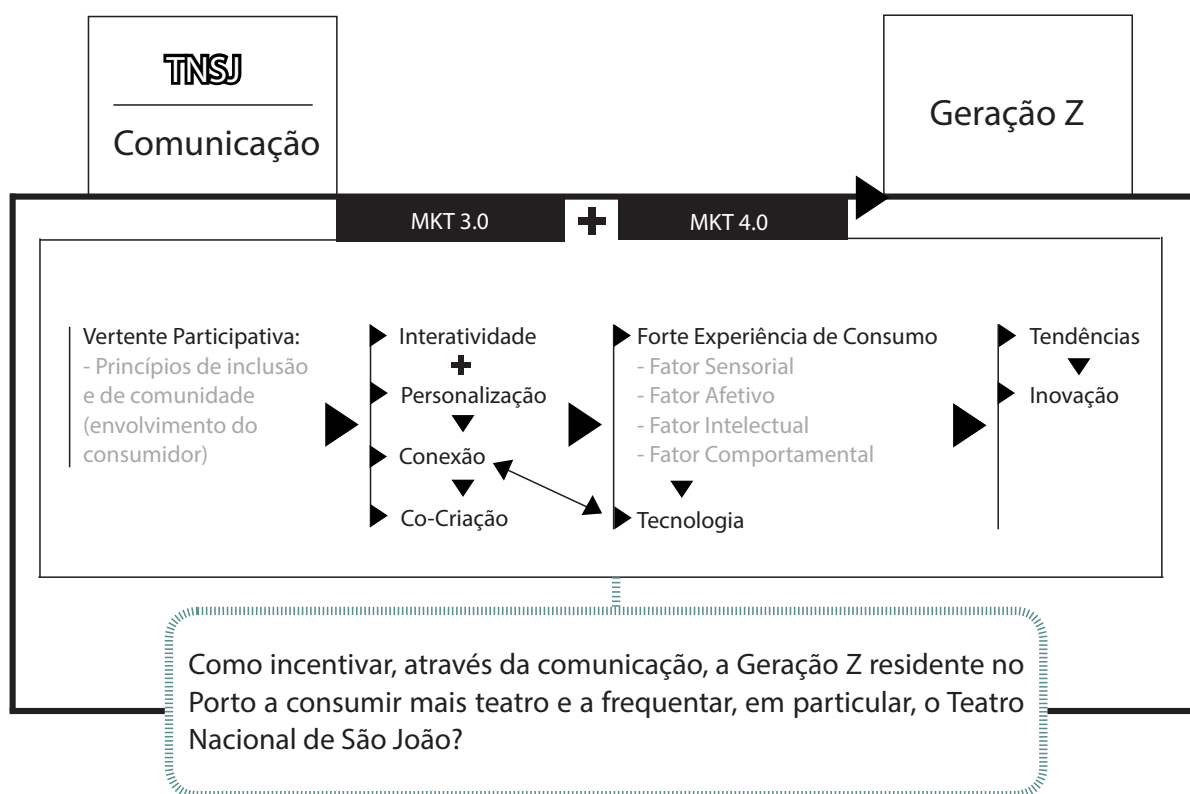 TNSJ
Comunicação
Geração Z
MKT 3.0
MKT 4.0
Vertente Participativa:
- Princípios de inclusão
e de comunidade
(envolvimento do
consumidor)
Interatividade
Personalização
Conexão
Co-Criação
Forte Experiência de Consumo
- Fator Sensorial
- Fator Afetivo
- Fator Intelectual
- Fator Comportamental
Tecnologia
Tendências
Inovação
Como incentivar, através da comunicação, a Geração Z residente no
Porto a consumir mais teatro e a frequentar, em particular, o Teatro
Nacional de São João?